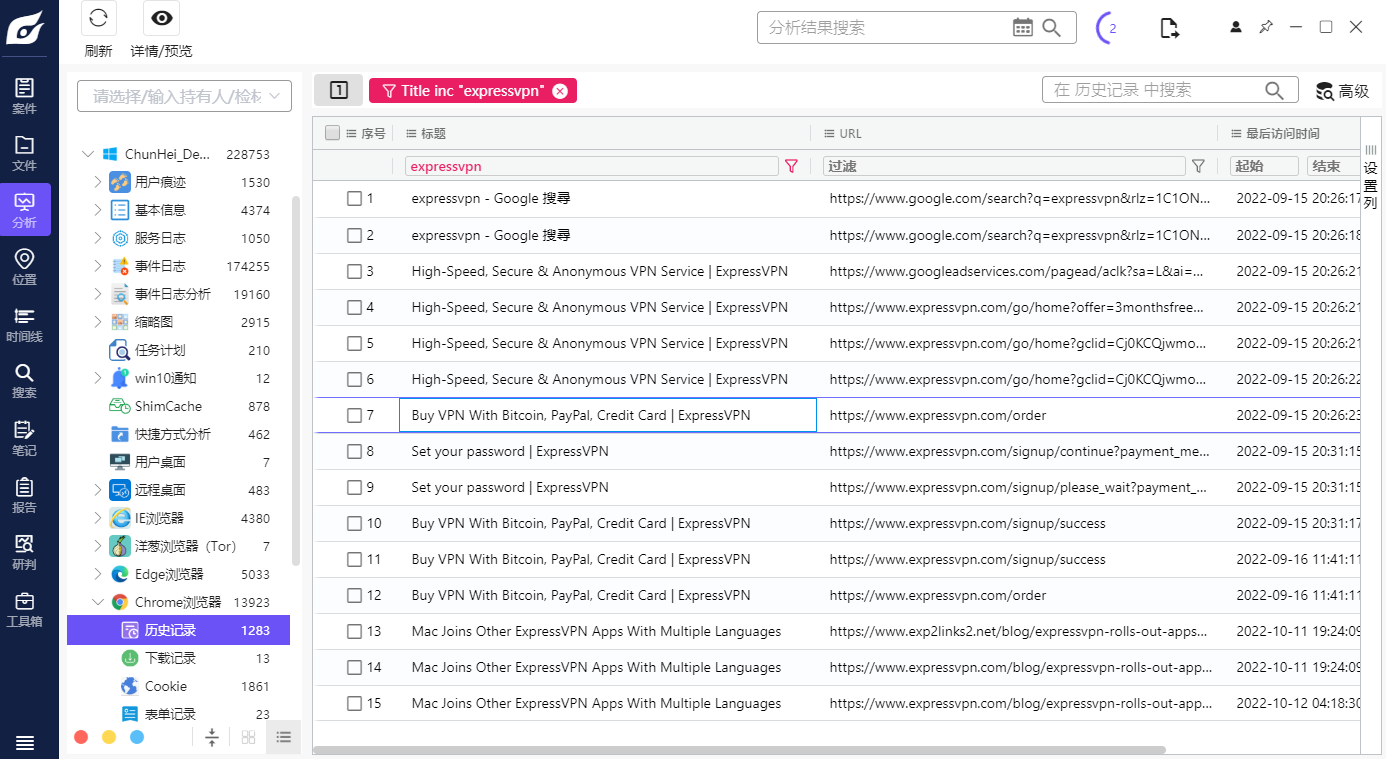 刷新
详情/预览
分析结果搜索
2
案件
文件
分析
位置
时间线
搜索
笔记
报告
研判
工具箱
请选择/输入持有人/检材
ChunHei_De... 228753
用户痕迹 1530
基本信息 4374
服务日志 1050
事件日志 174255
事件日志分析 19160
缩略图 2915
任务计划 210
win10通知 12
ShimCache 878
快捷方式分析 462
用户桌面 7
远程桌面 483
IE浏览器 4380
洋葱浏览器（Tor） 7
Edge浏览器 5033
Chrome浏览器 13923
历史记录 1283
下载记录 13
Cookie 1861
表单记录 23
1 Title inc "expressvpn"
在 历史记录 中搜索
高级
序号 标题 URL 最后访问时间
expressvpn 过滤 起始 结束
设置列
1 expressvpn - Google 搜尋 https://www.google.com/search?q=expressvpn&rlz=1C1ON... 2022-09-15 20:26:17
2 expressvpn - Google 搜尋 https://www.google.com/search?q=expressvpn&rlz=1C1ON... 2022-09-15 20:26:18
3 High-Speed, Secure & Anonymous VPN Service | ExpressVPN https://www.googleadservices.com/pagead/aclk?sa=L&ai=... 2022-09-15 20:26:21
4 High-Speed, Secure & Anonymous VPN Service | ExpressVPN https://www.expressvpn.com/go/home?offer=3monthsfree... 2022-09-15 20:26:21
5 High-Speed, Secure & Anonymous VPN Service | ExpressVPN https://www.expressvpn.com/go/home?gclid=Cj0KCQjwmo... 2022-09-15 20:26:21
6 High-Speed, Secure & Anonymous VPN Service | ExpressVPN https://www.expressvpn.com/go/home?gclid=Cj0KCQjwmo... 2022-09-15 20:26:22
7 Buy VPN With Bitcoin, PayPal, Credit Card | ExpressVPN https://www.expressvpn.com/order 2022-09-15 20:26:23
8 Set your password | ExpressVPN https://www.expressvpn.com/signup/continue?payment_me... 2022-09-15 20:31:15
9 Set your password | ExpressVPN https://www.expressvpn.com/signup/please_wait?payment_... 2022-09-15 20:31:15
10 Buy VPN With Bitcoin, PayPal, Credit Card | ExpressVPN https://www.expressvpn.com/signup/success 2022-09-15 20:31:17
11 Buy VPN With Bitcoin, PayPal, Credit Card | ExpressVPN https://www.expressvpn.com/signup/success 2022-09-16 11:41:11
12 Buy VPN With Bitcoin, PayPal, Credit Card | ExpressVPN https://www.expressvpn.com/order 2022-09-16 11:41:11
13 Mac Joins Other ExpressVPN Apps With Multiple Languages https://www.exp2links2.net/blog/expressvpn-rolls-out-apps... 2022-10-11 19:24:09
14 Mac Joins Other ExpressVPN Apps With Multiple Languages https://www.expressvpn.com/blog/expressvpn-rolls-out-app... 2022-10-11 19:24:09
15 Mac Joins Other ExpressVPN Apps With Multiple Languages https://www.expressvpn.com/blog/expressvpn-rolls-out-app... 2022-10-12 04:18:30